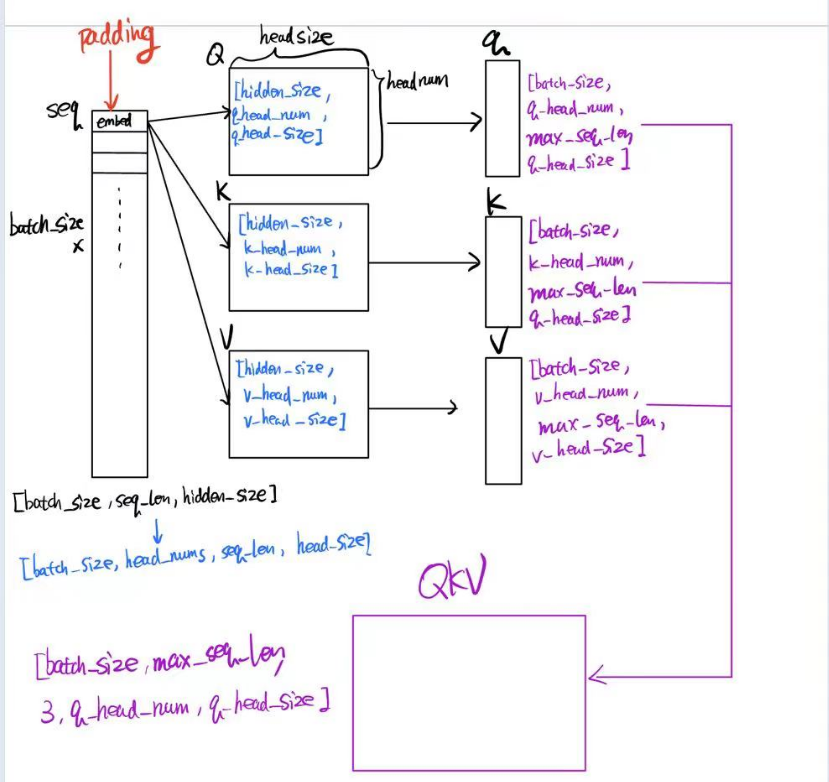 padding
seq
embed
batch_size
x
Q
head size
head num
[hidden_size,
q_head_num,
q_head_size]
K
[hidden_size,
k_head_num,
k_head_size]
V
[hidden_size,
v_head_num,
v_head_size]
q
[batch_size,
q_head_num,
max_seq_len
q_head_size]
k
[batch_size,
k_head_num,
max_seq_len
q_head_size]
V
[batch_size,
v_head_num,
max_seq_len,
v_head_size]
[batch_size, seq_len, hidden_size]
[batch_size, head_nums, seq_len, head_size]
QKV
[batch_size, max_seq_len,
3, q_head_num, q_head_size]